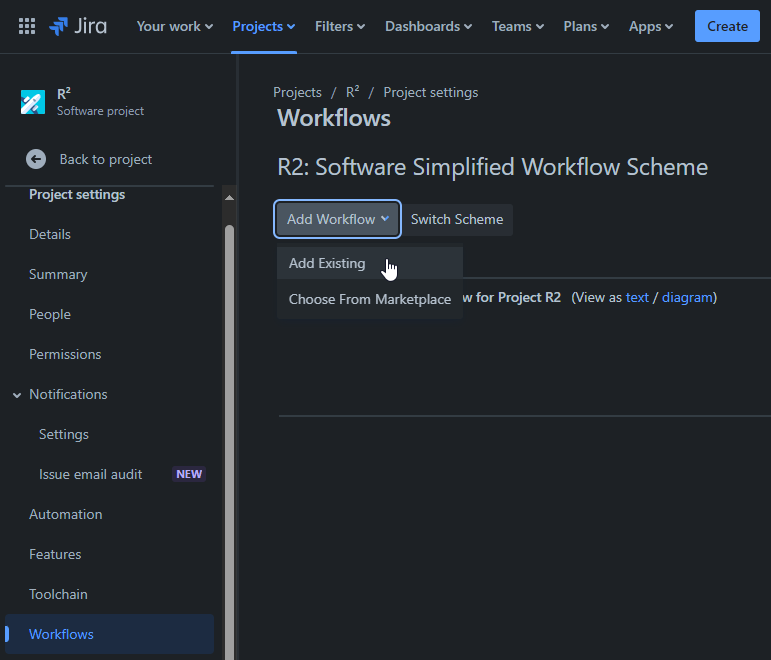 Jira Your work Projects Filters Dashboards Teams Plans Apps Create
R²
Software project
Back to project
Project settings
Details
Summary
People
Permissions
Notifications
Settings
Issue email audit NEW
Automation
Features
Toolchain
Workflows
Projects / R² / Project settings
Workflows
R2: Software Simplified Workflow Scheme
Add Workflow Switch Scheme
Add Existing
Choose From Marketplace
w for Project R2 (View as text / diagram)